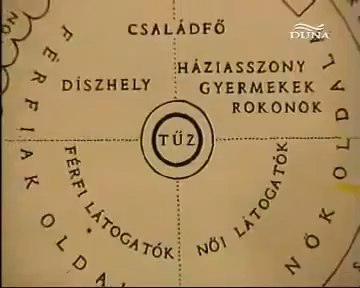 DUNA
CSALÁDFŐ
DÍSZHELY
HÁZIASSZONY
GYERMEKEK
ROKONOK
TŰZ
FÉRFIAK OLDALA
FÉRFI LÁTOGATÓK
NŐI LÁTOGATÓK
NŐK OLDALA